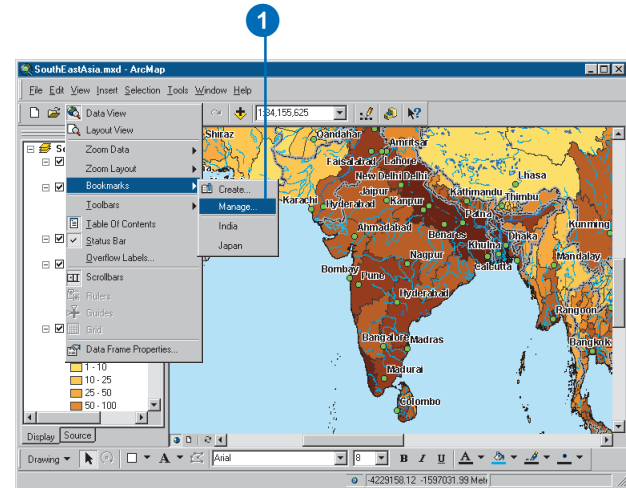 1
SouthEastAsia.mxd - ArcMap
File Edit View Insert Selection Tools Window Help
1:34,155,625
Data View
Layout View
Zoom Data
Zoom Layout
Bookmarks
Toolbars
Table Of Contents
Status Bar
Overflow Labels...
Scrollbars
Rulers
Guides
Grid
Data Frame Properties...
Create...
Manage...
India
Japan
1 - 10
10 - 25
25 - 50
50 - 100
Display Source
Shiraz
Qandahar
Amritsar
Faisalabad Lahore
New Delhi Delhi
Lhasa
Jaipur
Kathmandu Thimbu
Karachi Hyderabad Kanpur
Patna
Kunming
Ahmadabad
Benares
Dhaka
Khulna
Nagpur
Calcutta
Mandalay
Bombay
Pune
Hyderabad
Rangoon
Bangalore Madras
Bangkok
Madurai
Colombo
Drawing
A
Arial
8
B I U A
-4229158.12 -1597031.99 Mete